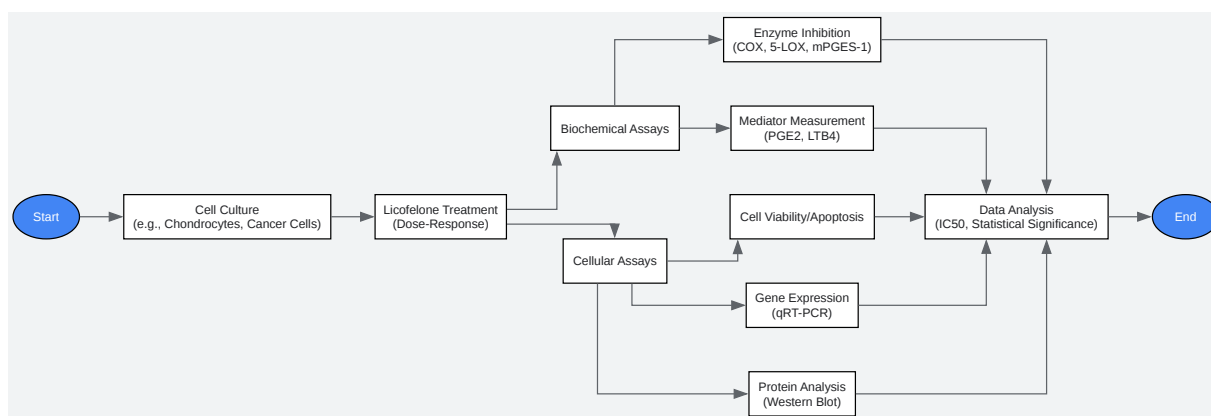 Start
Cell Culture
(e.g., Chondrocytes, Cancer Cells)
Licofelone Treatment
(Dose-Response)
Biochemical Assays
Cellular Assays
Enzyme Inhibition
(COX, 5-LOX, mPGES-1)
Mediator Measurement
(PGE2, LTB4)
Cell Viability/Apoptosis
Gene Expression
(qRT-PCR)
Protein Analysis
(Western Blot)
Data Analysis
(IC50, Statistical Significance)
End